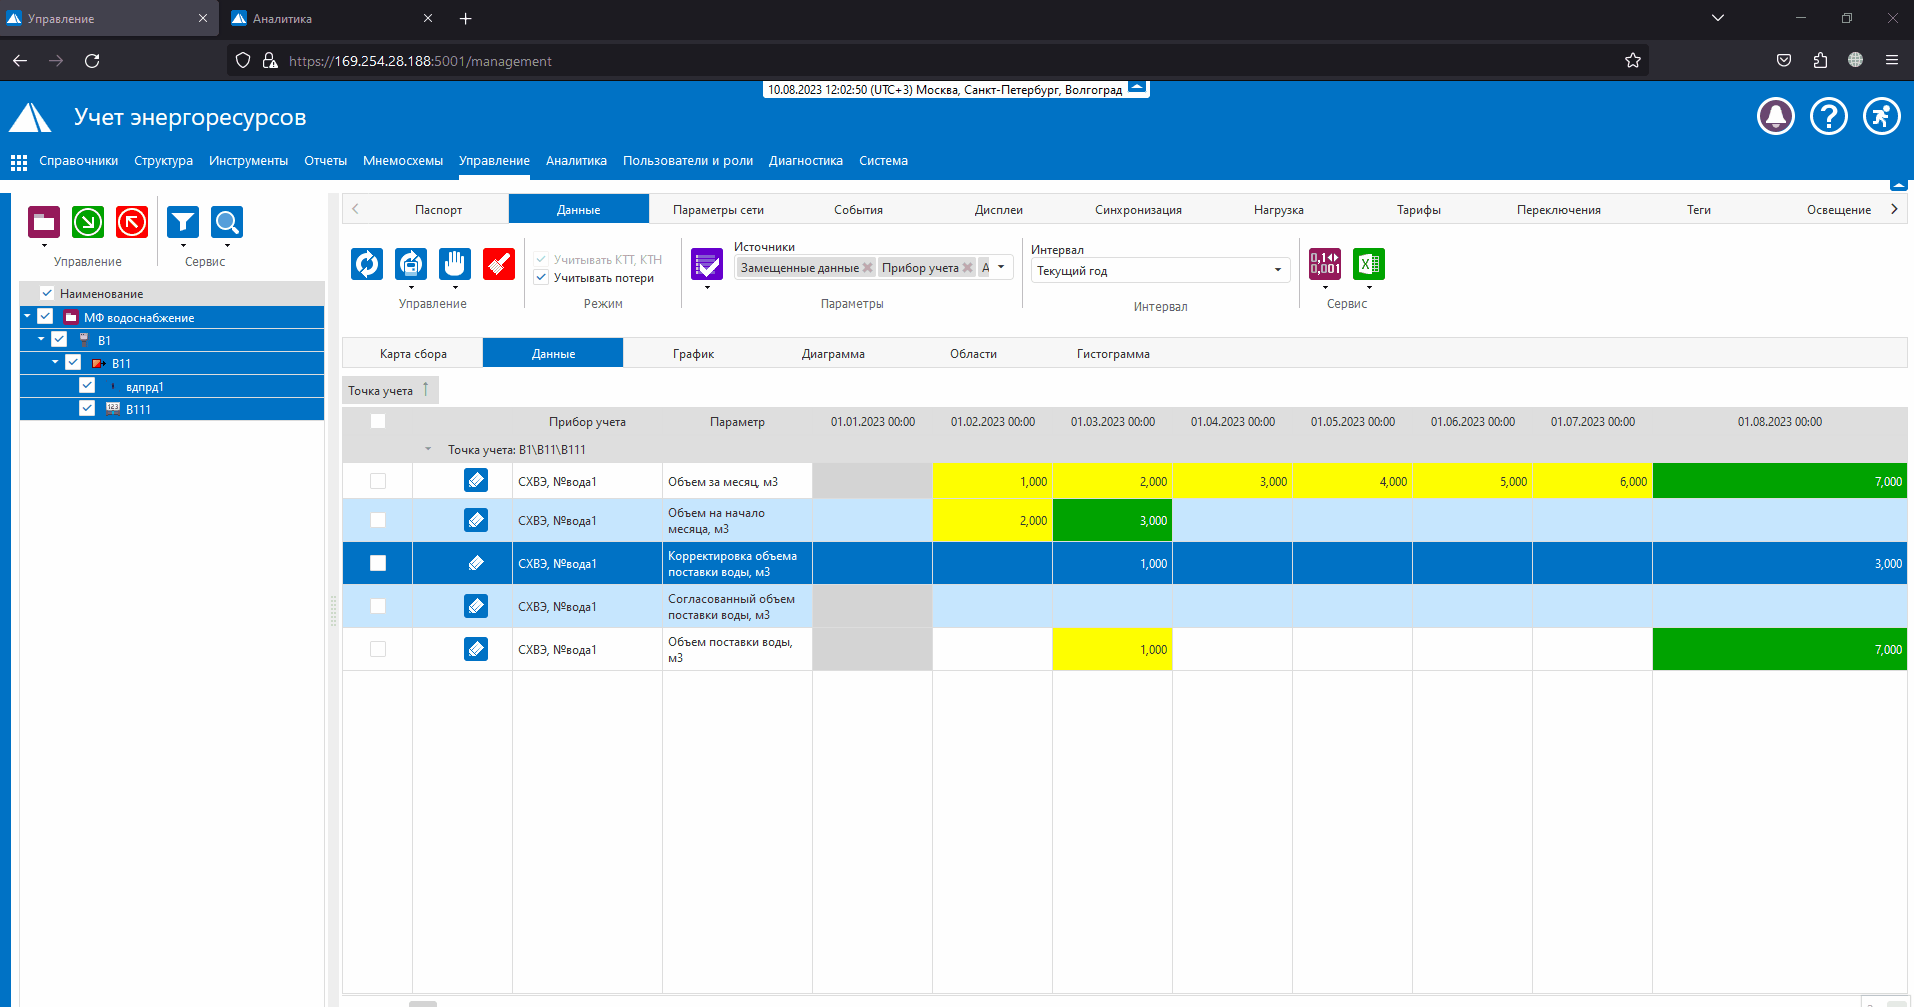 Управление
Аналитика
https://169.254.28.188:5001/management
10.08.2023 12:02:50 (UTC+3) Москва, Санкт-Петербург, Волгоград
Учет энергоресурсов
Справочники Структура Инструменты Отчеты Мнемосхемы Управление Аналитика Пользователи и роли Диагностика Система
Управление Сервис
Наименование
МФ водоснабжение
В1
В11
вдпрд1
В111
Паспорт Данные Параметры сети События Дисплеи Синхронизация Нагрузка Тарифы Переключения Теги Освещение
Управление
Учитывать КТТ, КТН
Учитывать потери
Режим
Источники
Замещенные данные Прибор учета А
Параметры
Интервал
Текущий год
Интервал
0,1
0,001
Сервис
Карта сбора Данные График Диаграмма Области Гистограмма
Точка учета
Прибор учета Параметр 01.01.2023 00:00 01.02.2023 00:00 01.03.2023 00:00 01.04.2023 00:00 01.05.2023 00:00 01.06.2023 00:00 01.07.2023 00:00 01.08.2023 00:00
Точка учета: В1\В11\В111
СХВЭ, №вода1 Объем за месяц, м3 1,000 2,000 3,000 4,000 5,000 6,000 7,000
СХВЭ, №вода1 Объем на начало месяца, м3 2,000 3,000
СХВЭ, №вода1 Корректировка объема поставки воды, м3 1,000 3,000
СХВЭ, №вода1 Согласованный объем поставки воды, м3
СХВЭ, №вода1 Объем поставки воды, м3 1,000 7,000